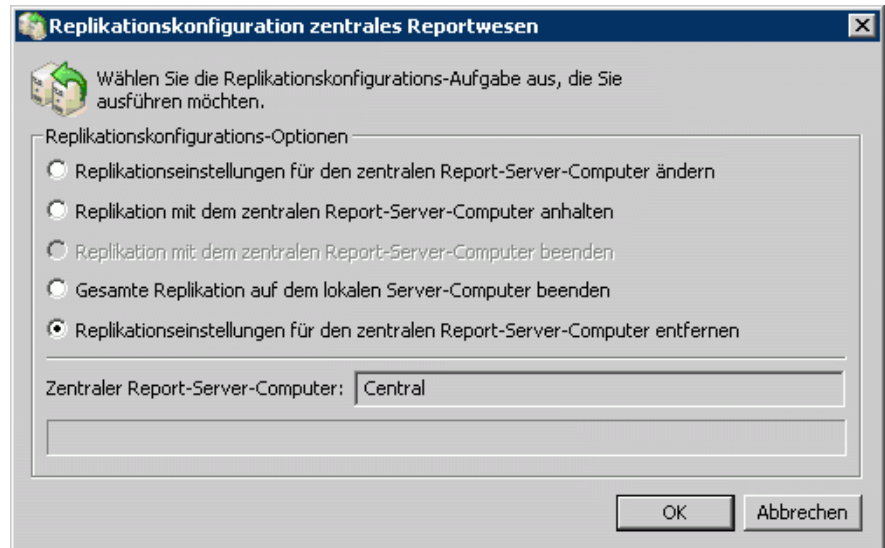 Replikationskonfiguration zentrales Reportwesen
Wählen Sie die Replikationskonfigurations-Aufgabe aus, die Sie
ausführen möchten.
Replikationskonfigurations-Optionen
Replikationseinstellungen für den zentralen Report-Server-Computer ändern
Replikation mit dem zentralen Report-Server-Computer anhalten
Replikation mit dem zentralen Report-Server-Computer beenden
Gesamte Replikation auf dem lokalen Server-Computer beenden
Replikationseinstellungen für den zentralen Report-Server-Computer entfernen
Zentraler Report-Server-Computer: Central
OK Abbrechen